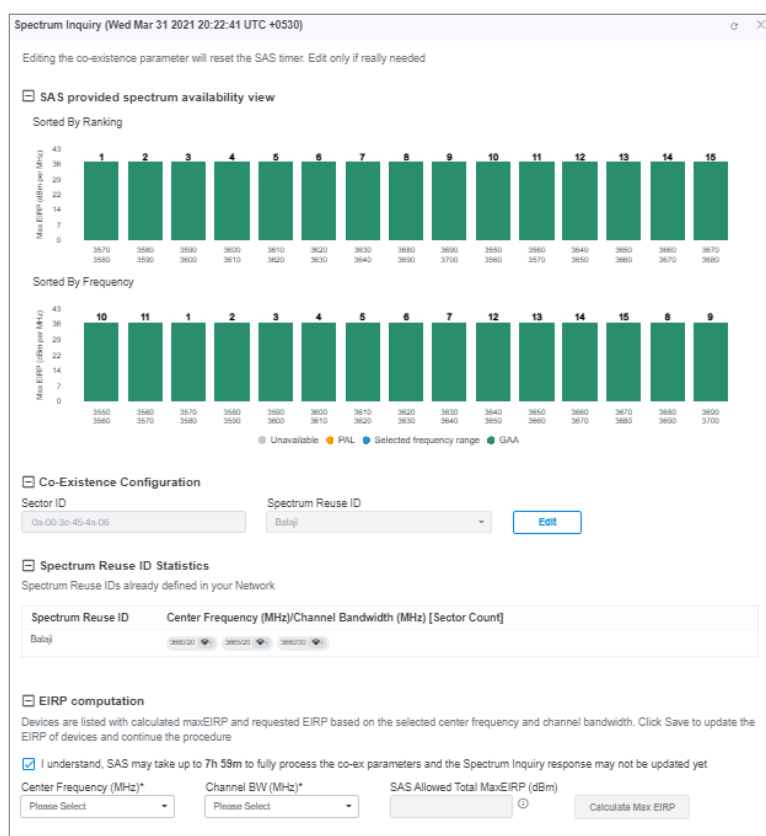 Spectrum Inquiry (Wed Mar 31 2021 20:22:41 UTC +0530)
Editing the co-existence parameter will reset the SAS timer. Edit only if really needed
SAS provided spectrum availability view
Sorted By Ranking
Max EIRP (dBm per MHz)
43
36
29
22
14
7
0
1 2 3 4 5 6 7 8 9 10 11 12 13 14 15
3570 3580 3590 3600 3610 3620 3630 3680 3690 3550 3560 3640 3650 3660 3670
3580 3590 3600 3610 3620 3630 3640 3690 3700 3560 3570 3650 3660 3670 3680
Sorted By Frequency
Max EIRP (dBm per MHz)
43
36
29
22
14
7
0
10 11 1 2 3 4 5 6 7 12 13 14 15 8 9
3550 3560 3570 3580 3590 3600 3610 3620 3630 3640 3650 3660 3670 3680 3690
3560 3570 3580 3590 3600 3610 3620 3630 3640 3650 3660 3670 3680 3690 3700
Unavailable PAL Selected frequency range GAA
Co-Existence Configuration
Sector ID Spectrum Reuse ID
0a-00-3e-45-4a-06 Balaji Edit
Spectrum Reuse ID Statistics
Spectrum Reuse IDs already defined in your Network
Spectrum Reuse ID Center Frequency (MHz)/Channel Bandwidth (MHz) [Sector Count]
Balaji
EIRP computation
Devices are listed with calculated maxEIRP and requested EIRP based on the selected center frequency and channel bandwidth. Click Save to update the
EIRP of devices and continue the procedure
I understand, SAS may take up to 7h 59m to fully process the co-ex parameters and the Spectrum Inquiry response may not be updated yet
Center Frequency (MHz)* Channel BW (MHz)* SAS Allowed Total MaxEIRP (dBm)
Please Select Please Select Calculate Max EIRP